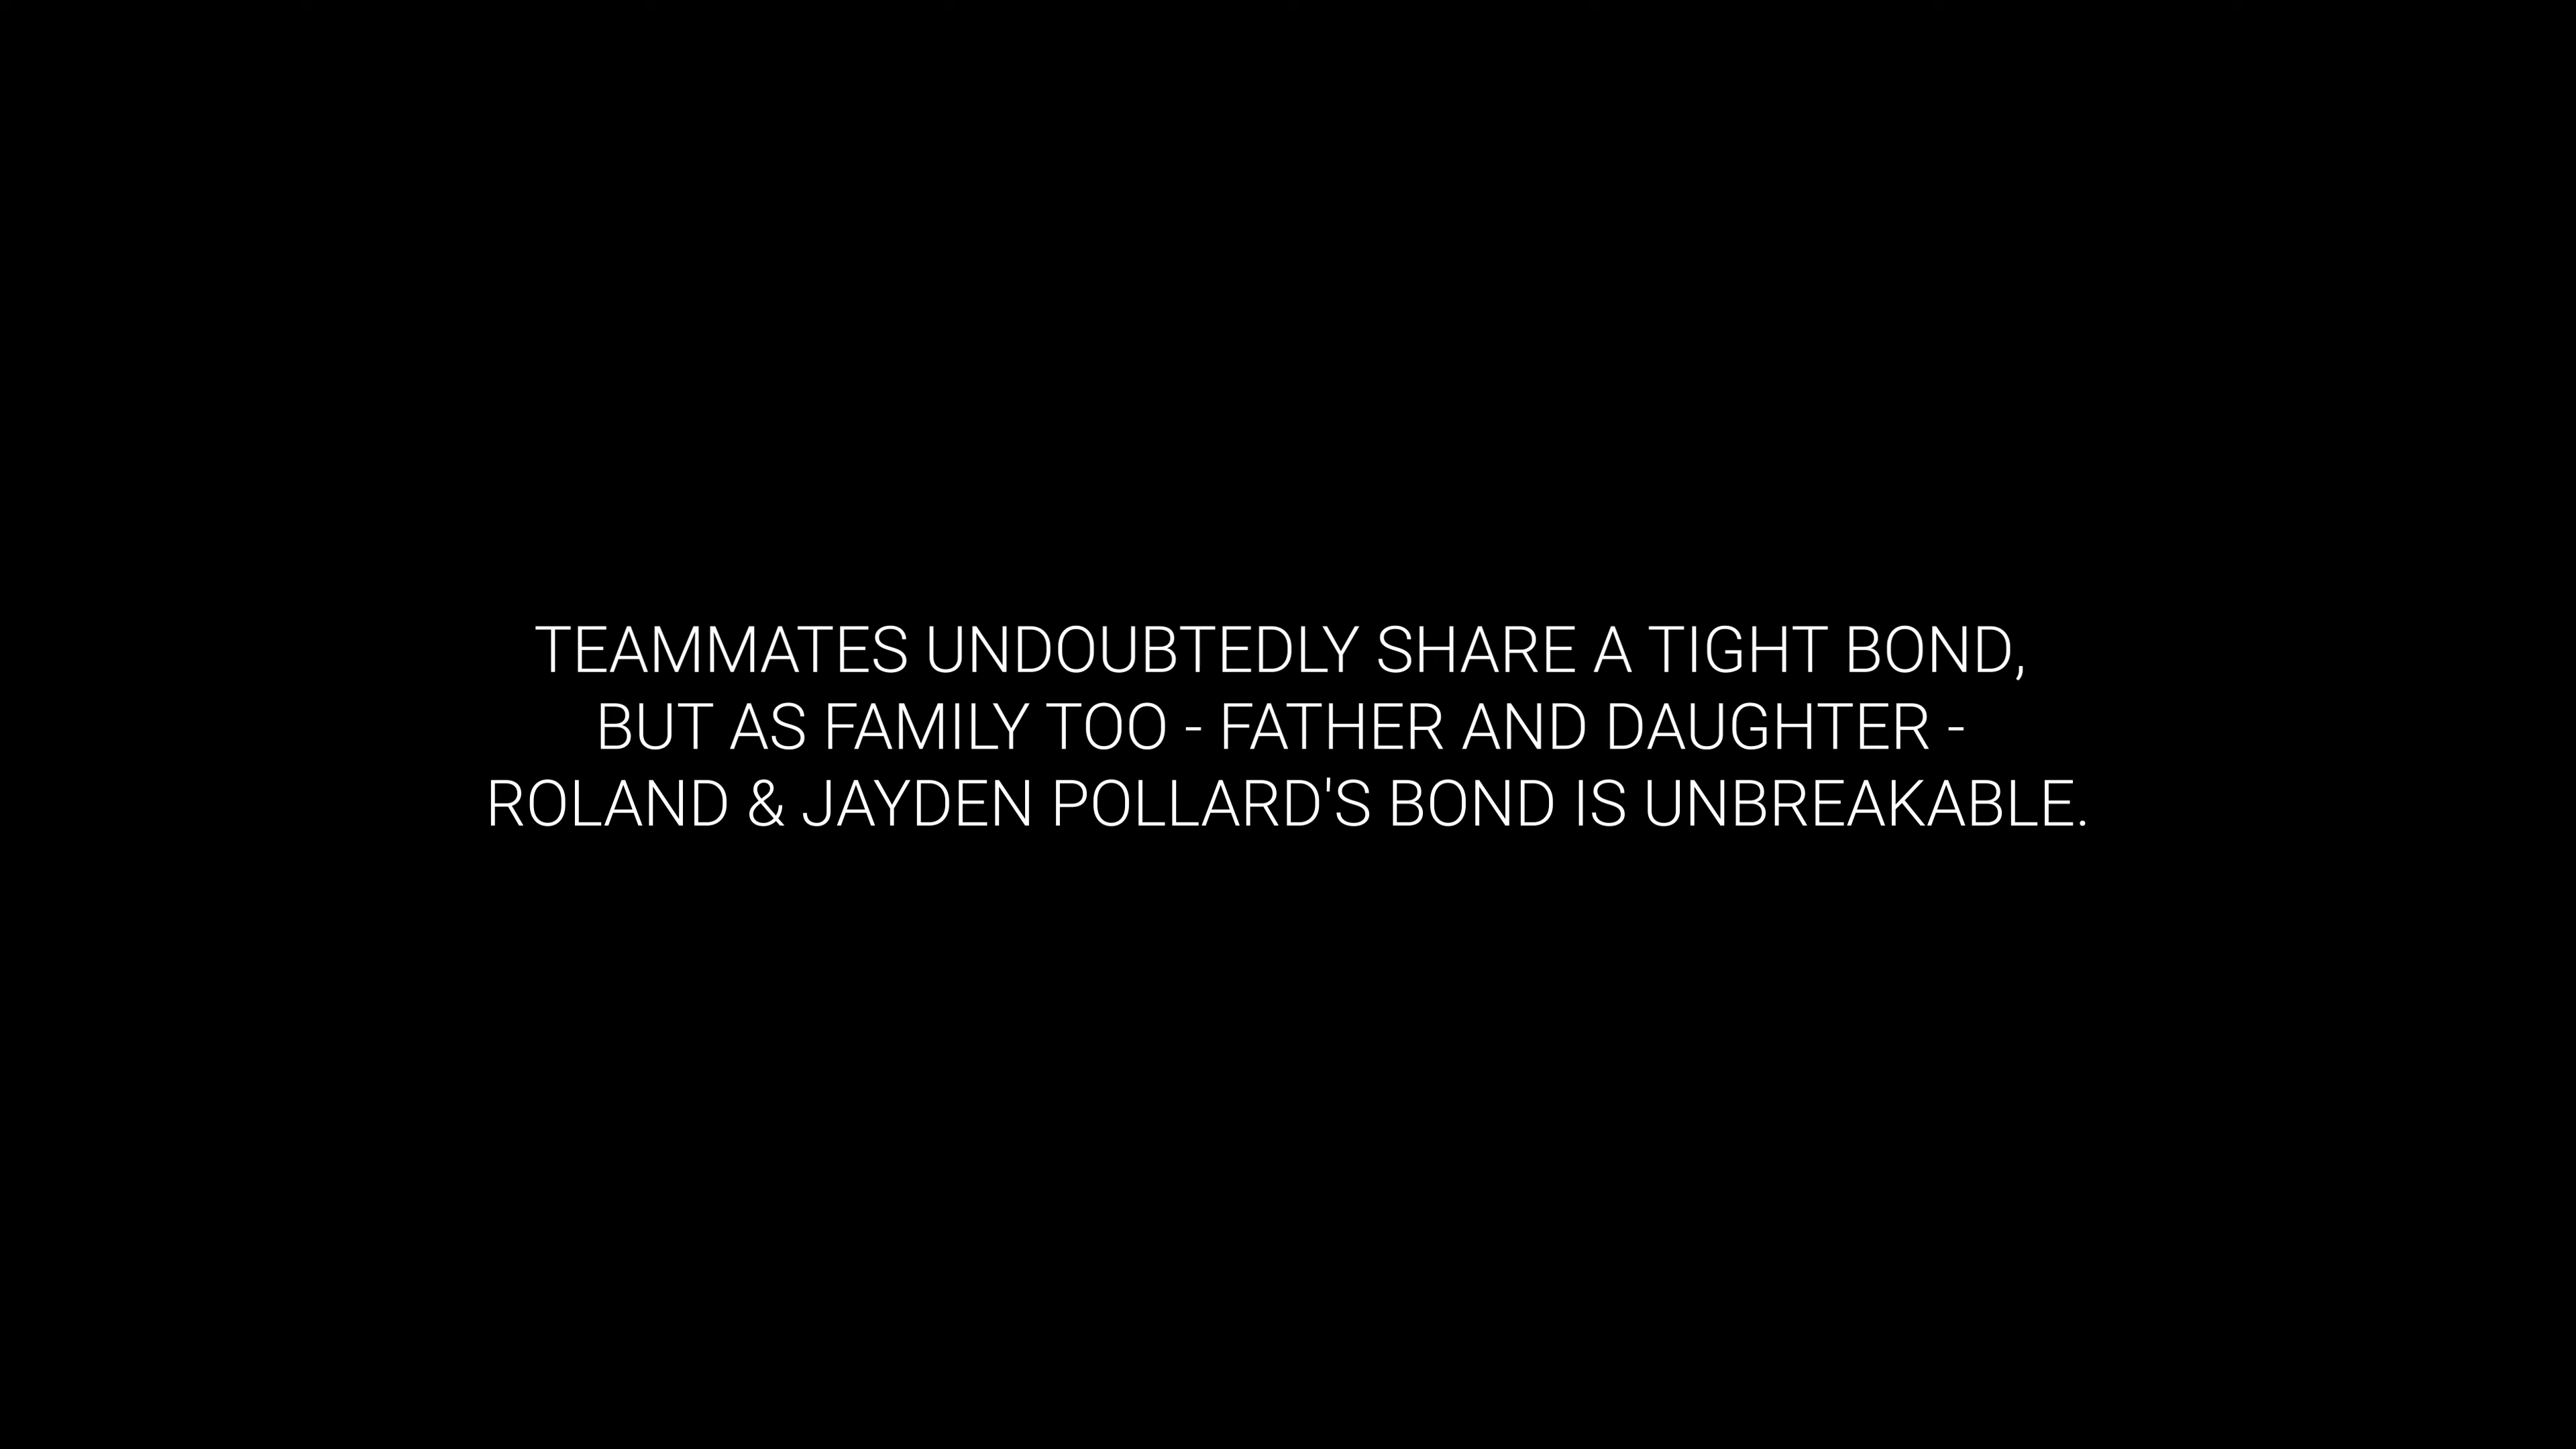 TEAMMATES UNDOUBTEDLY SHARE A TIGHT BOND,
BUT AS FAMILY TOO - FATHER AND DAUGHTER -
ROLAND & JAYDEN POLLARD'S BOND IS UNBREAKABLE.